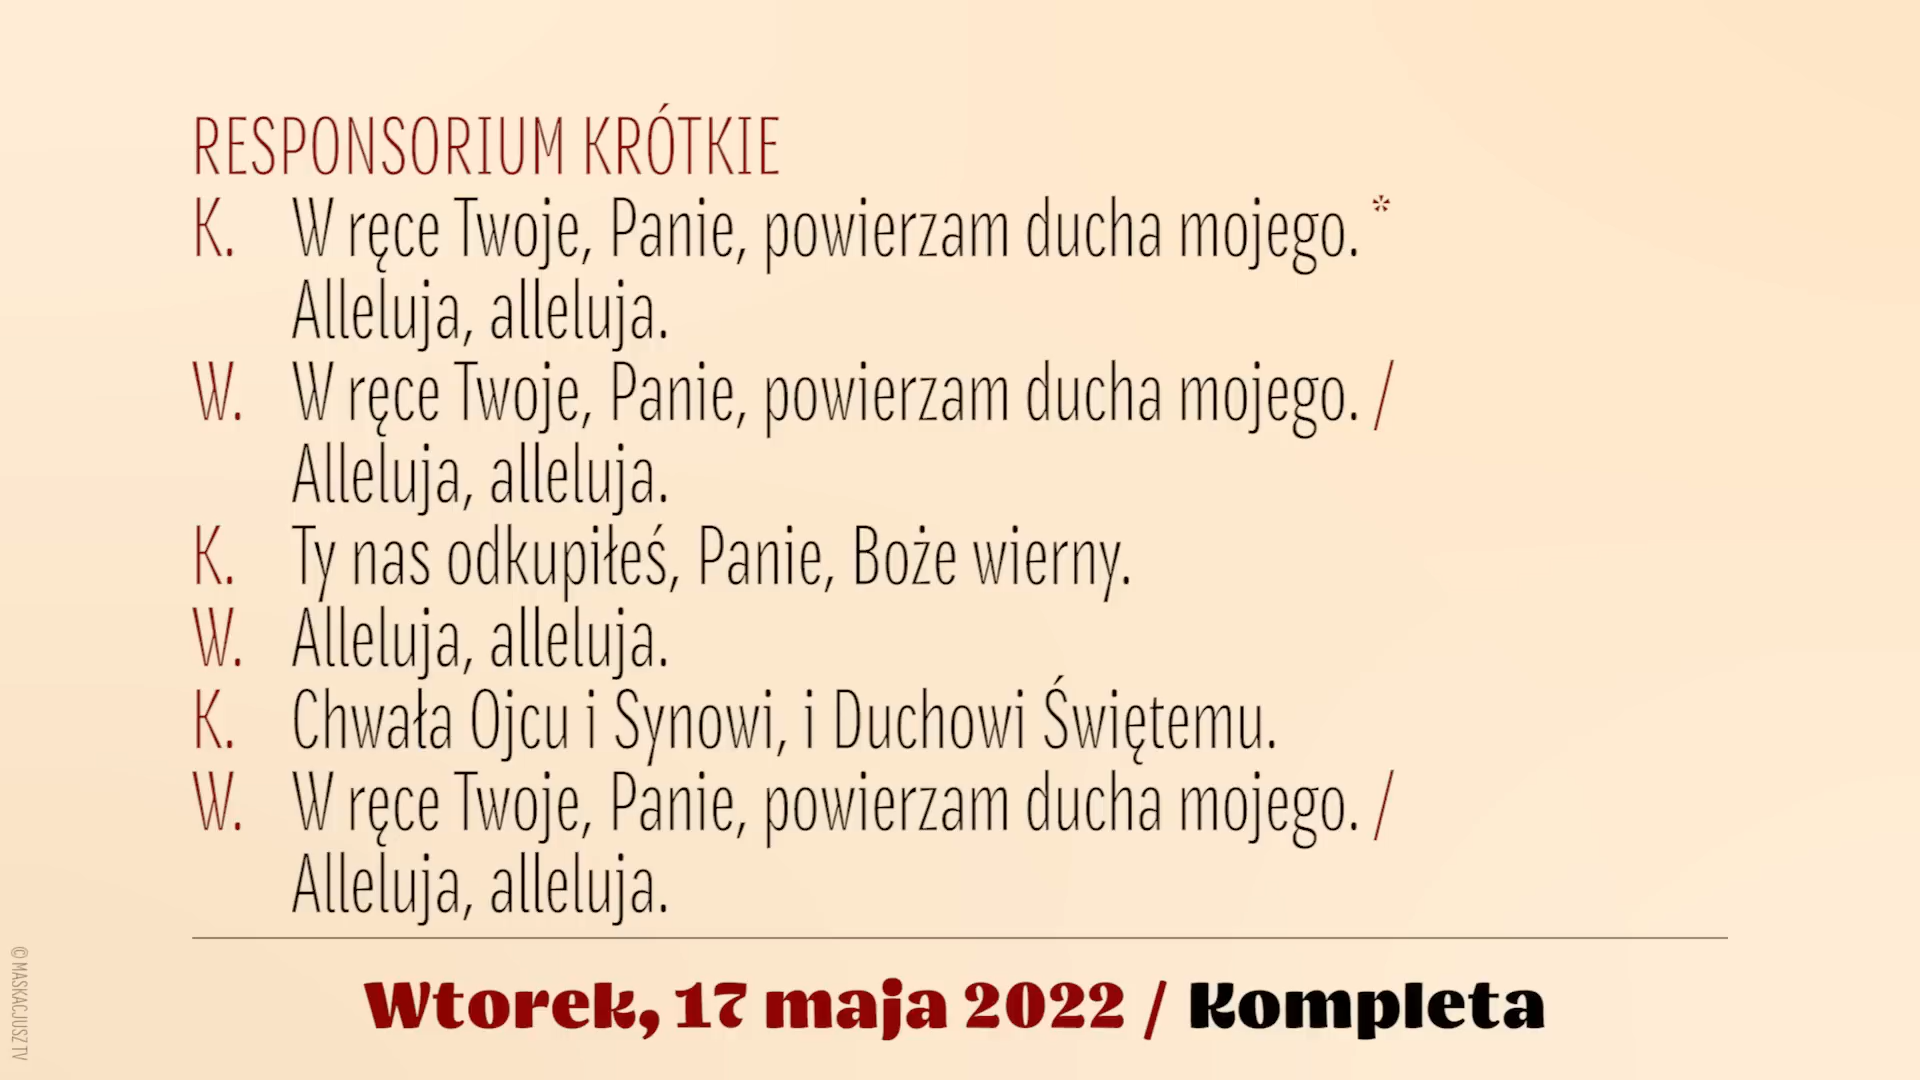 RESPONSORIUM KRÓTKIE
K. W ręce Twoje, Panie, powierzam ducha mojego. *
Alleluja, alleluja.
W. W ręce Twoje, Panie, powierzam ducha mojego. /
Alleluja, alleluja.
K. Ty nas odkupiłeś, Panie, Boże wierny.
W. Alleluja, alleluja.
K. Chwała Ojcu i Synowi, i Duchowi Świętemu.
W. W ręce Twoje, Panie, powierzam ducha mojego. /
Alleluja, alleluja.
Wtorek, 17 maja 2022 / Kompleta
© MASKACJUSZ TV